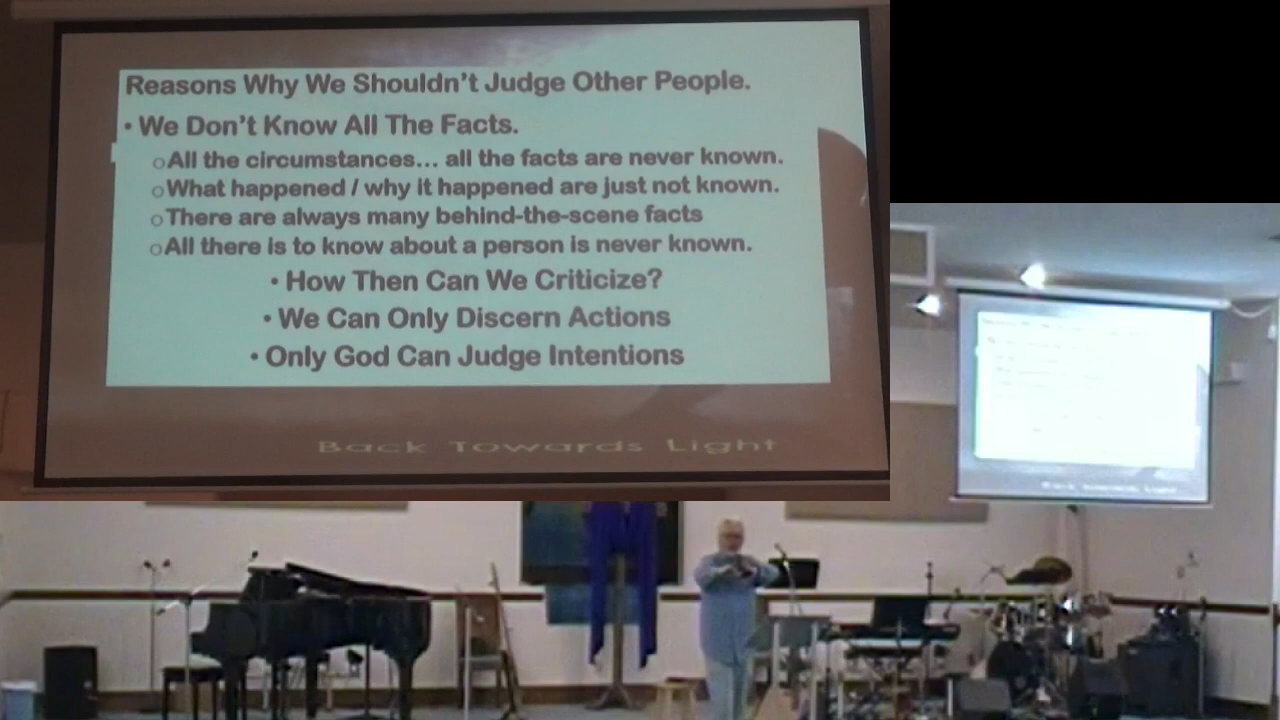 Reasons Why We Shouldn't Judge Other People.
• We Don't Know All The Facts.
○All the circumstances... all the facts are never known.
○What happened / why it happened are just not known.
○There are always many behind-the-scene facts
○All there is to know about a person is never known.
• How Then Can We Criticize?
• We Can Only Discern Actions
• Only God Can Judge Intentions
Back Towards Light